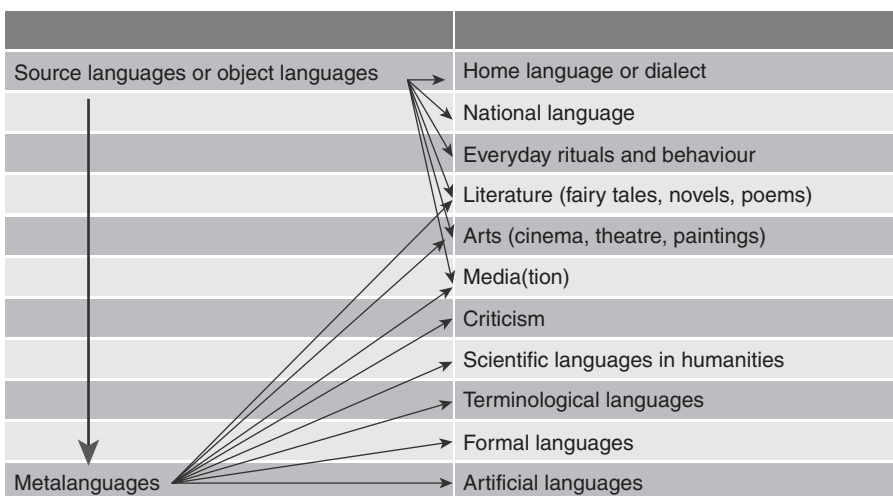 Source languages or object languages
Home language or dialect
National language
Everyday rituals and behaviour
Literature (fairy tales, novels, poems)
Arts (cinema, theatre, paintings)
Media(tion)
Criticism
Scientific languages in humanities
Terminological languages
Formal languages
Metalanguages
Artificial languages